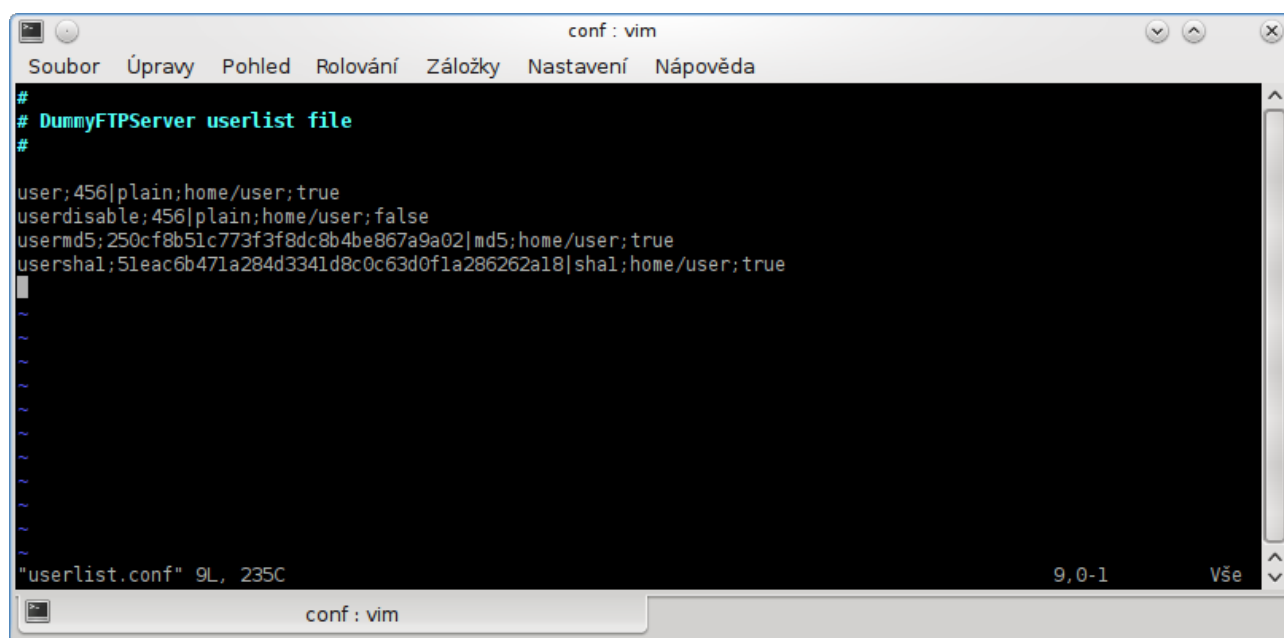 conf : vim
Soubor Úpravy Pohled Rolování Záložky Nastavení Nápověda
#
# DummyFTPServer userlist file
#
user;456|plain;home/user;true
userdisable;456|plain;home/user;false
usermd5;250cf8b51c773f3f8dc8b4be867a9a02|md5;home/user;true
usersha1;51eac6b471a284d3341d8c0c63d0f1a286262a18|sha1;home/user;true
~
~
~
~
~
~
~
~
~
~
~
"userlist.conf" 9L, 235C 9,0-1 Vše
conf : vim